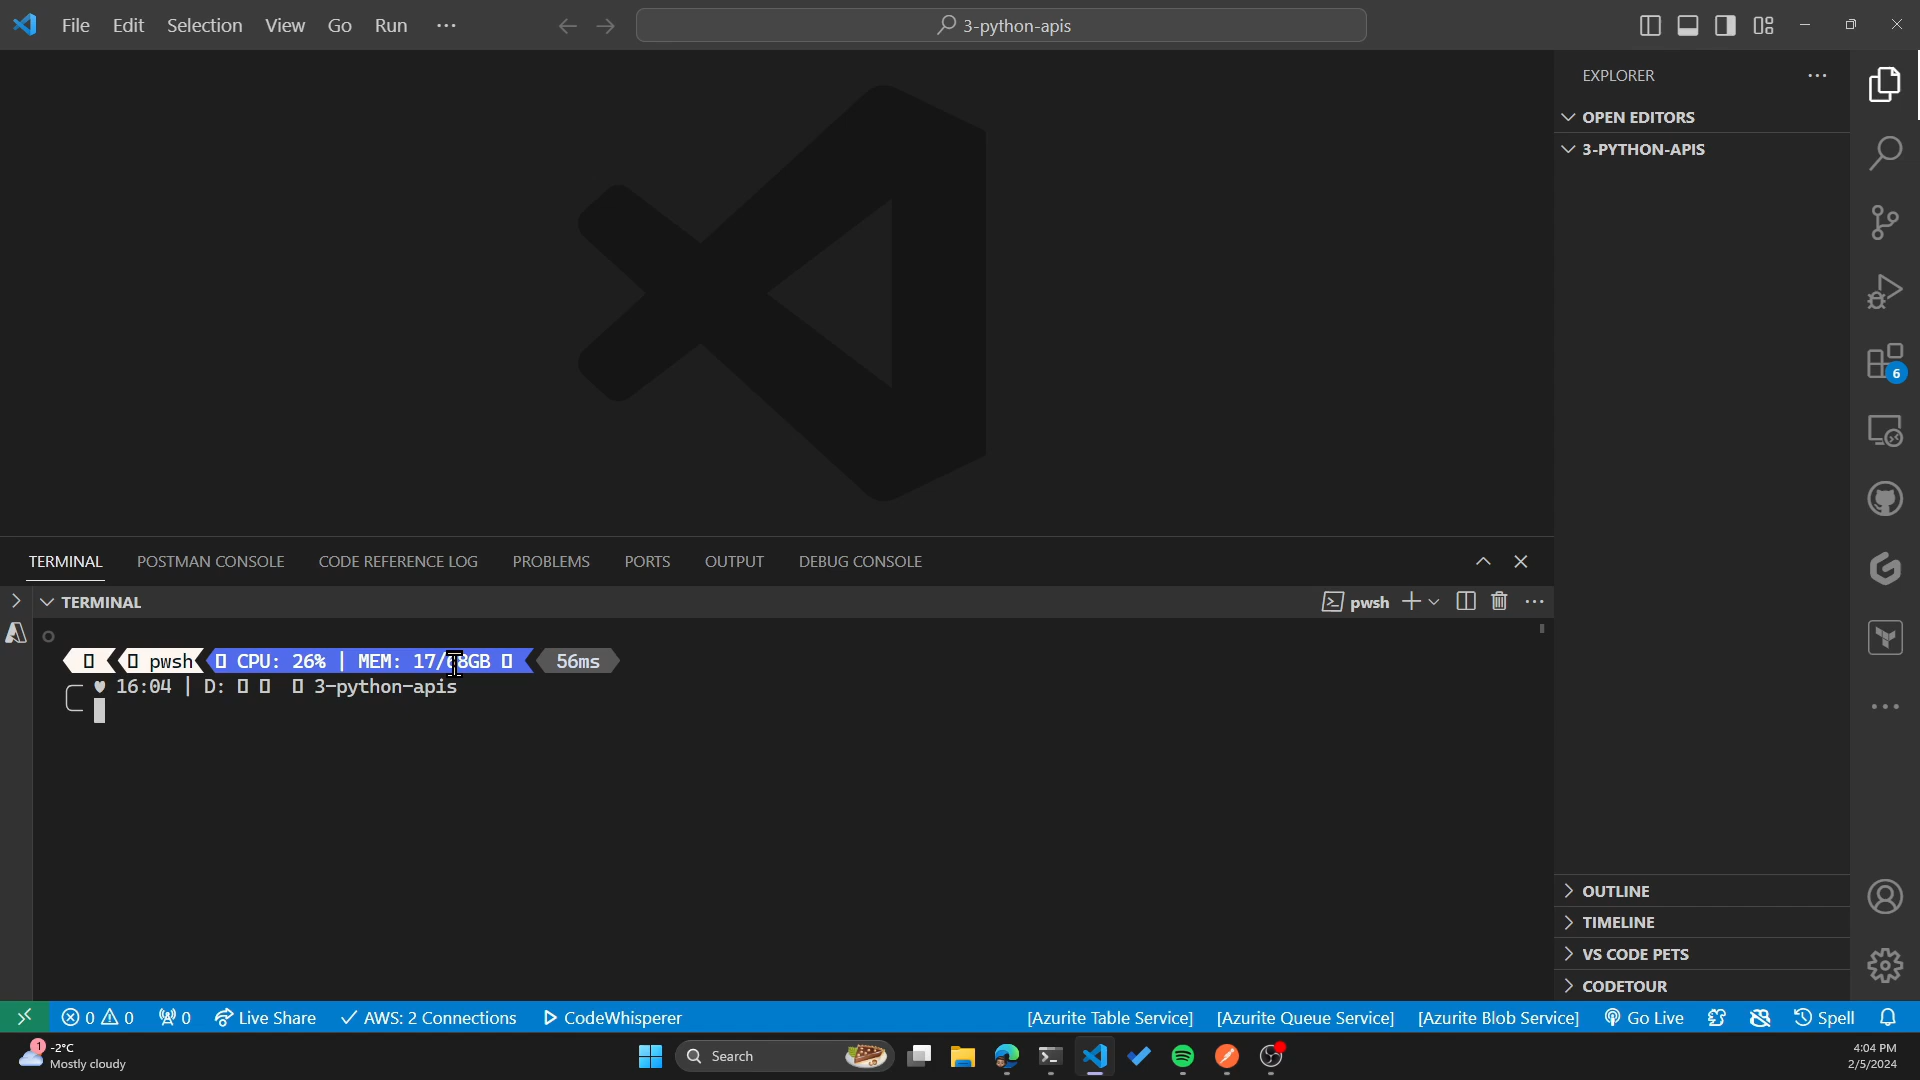 File Edit Selection View Go Run ...
3-python-apis
EXPLORER
OPEN EDITORS
3-PYTHON-APIS
6
TERMINAL POSTMAN CONSOLE CODE REFERENCE LOG PROBLEMS PORTS OUTPUT DEBUG CONSOLE
TERMINAL
pwsh
pwsh CPU: 26% | MEM: GB 56ms
♥ 16:04 | D: 3-python-apis
OUTLINE
TIMELINE
VS CODE PETS
CODETOUR
0 0 0 Live Share AWS: 2 Connections CodeWhisperer [Azurite Table Service] [Azurite Queue Service] [Azurite Blob Service] Go Live Spell
1
-2°C
Mostly cloudy
Search
4:04 PM
2/5/2024